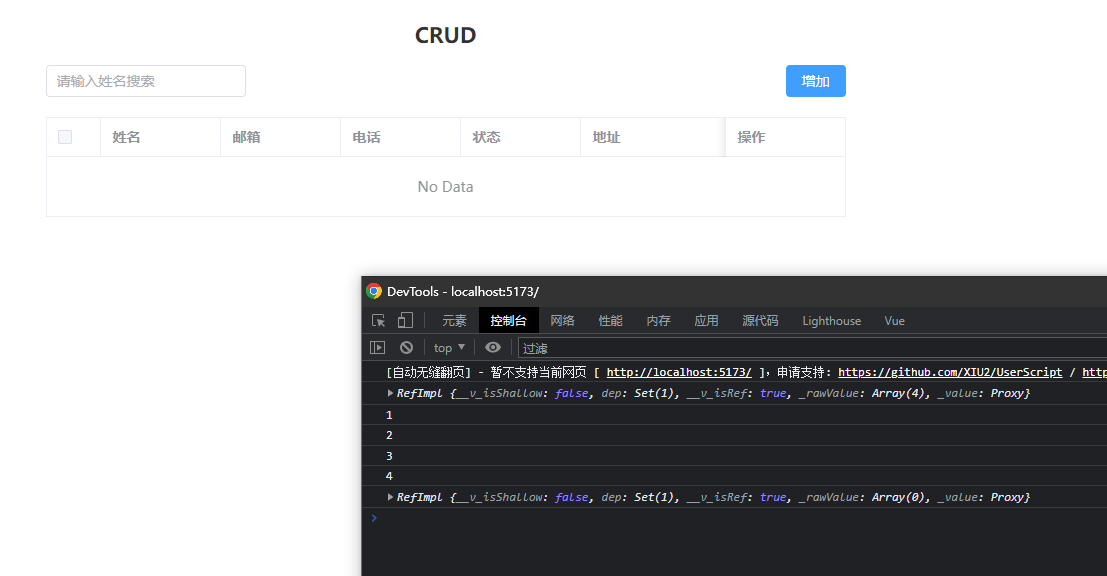 CRUD
请输入姓名搜索 增加
姓名 邮箱 电话 状态 地址 操作
No Data
DevTools - localhost:5173/
元素 控制台 网络 性能 内存 应用 源代码 Lighthouse Vue
top 过滤
[自动无缝翻页] - 暂不支持当前网页 [ http://localhost:5173/ ]，申请支持: https://github.com/XIU2/UserScript / http
RefImpl {__v_isShallow: false, dep: Set(1), __v_isRef: true, _rawValue: Array(4), _value: Proxy}
1
2
3
4
RefImpl {__v_isShallow: false, dep: Set(1), __v_isRef: true, _rawValue: Array(0), _value: Proxy}